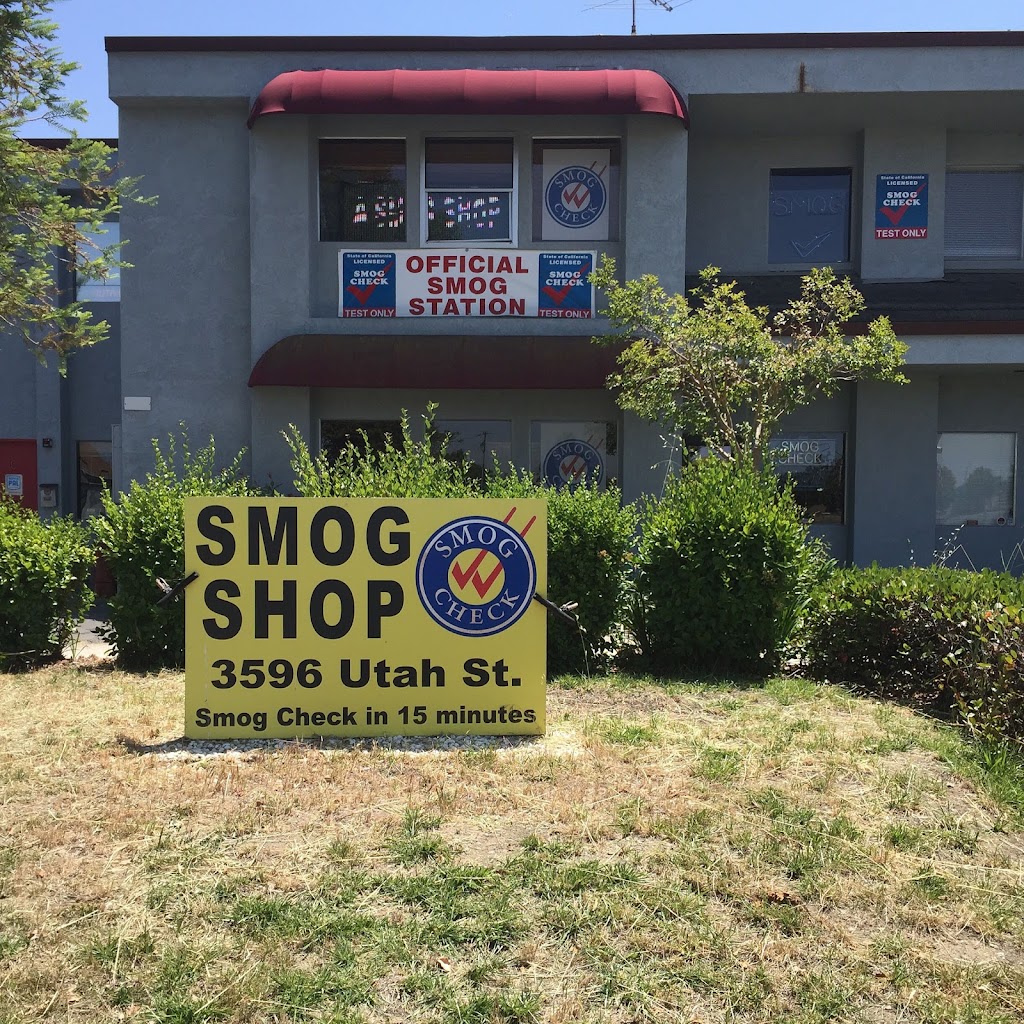 SHOP
SMOG
CHECK
SMOG
State of California
LICENSED
SMOG
CHECK
TEST ONLY
State of California
LICENSED
SMOG
CHECK
TEST ONLY
OFFICIAL
SMOG
STATION
State of California
LICENSED
SMOG
CHECK
TEST ONLY
SMOG
CHECK
SMOG
SHOP
SMOG
CHECK
3596 Utah St.
Smog Check in 15 minutes